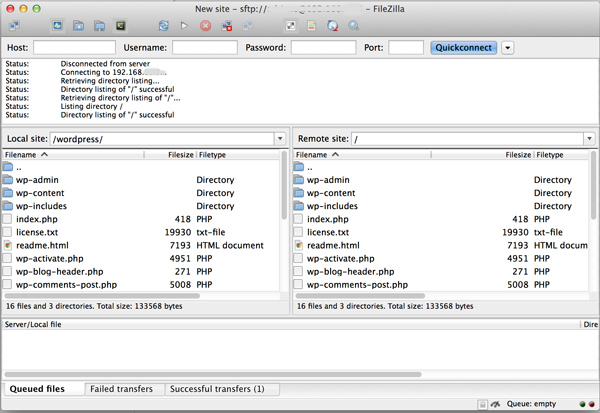 New site - sftp:// - FileZilla
Host: Username: Password: Port: Quickconnect
Status: Disconnected from server
Status: Connecting to 192.168.
Status: Retrieving directory listing...
Status: Directory listing of "/" successful
Status: Retrieving directory listing of "/"...
Status: Listing directory /
Status: Directory listing of "/" successful
Local site: /wordpress/ Remote site: /
Filename Filesize Filetype Filename Filesize Filetype
.. ..
wp-admin Directory wp-admin Directory
wp-content Directory wp-content Directory
wp-includes Directory wp-includes Directory
index.php 418 PHP index.php 418 PHP
license.txt 19930 txt-file license.txt 19930 txt-file
readme.html 7193 HTML document readme.html 7193 HTML docum
wp-activate.php 4951 PHP wp-activate.php 4951 PHP
wp-blog-header.php 271 PHP wp-blog-header.php 271 PHP
wp-comments-post.php 5008 PHP wp-comments-post.php 5008 PHP
16 files and 3 directories. Total size: 133568 bytes 16 files and 3 directories. Total size: 133568 bytes
Server/Local file Dire
Queued files Failed transfers Successful transfers (1)
Queue: empty